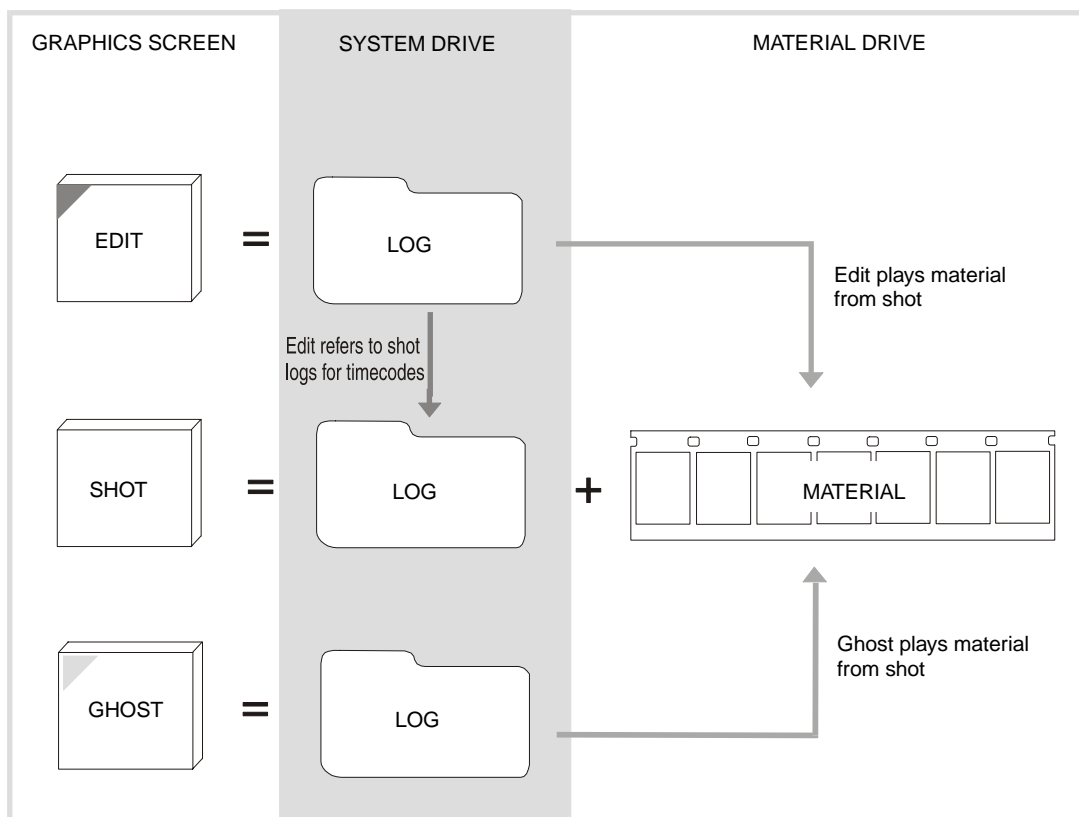 GRAPHICS SCREEN
SYSTEM DRIVE
MATERIAL DRIVE
EDIT
=
LOG
Edit plays material
from shot
Edit refers to shot
logs for timecodes
SHOT
=
LOG
+
MATERIAL
GHOST
=
LOG
Ghost plays material
from shot